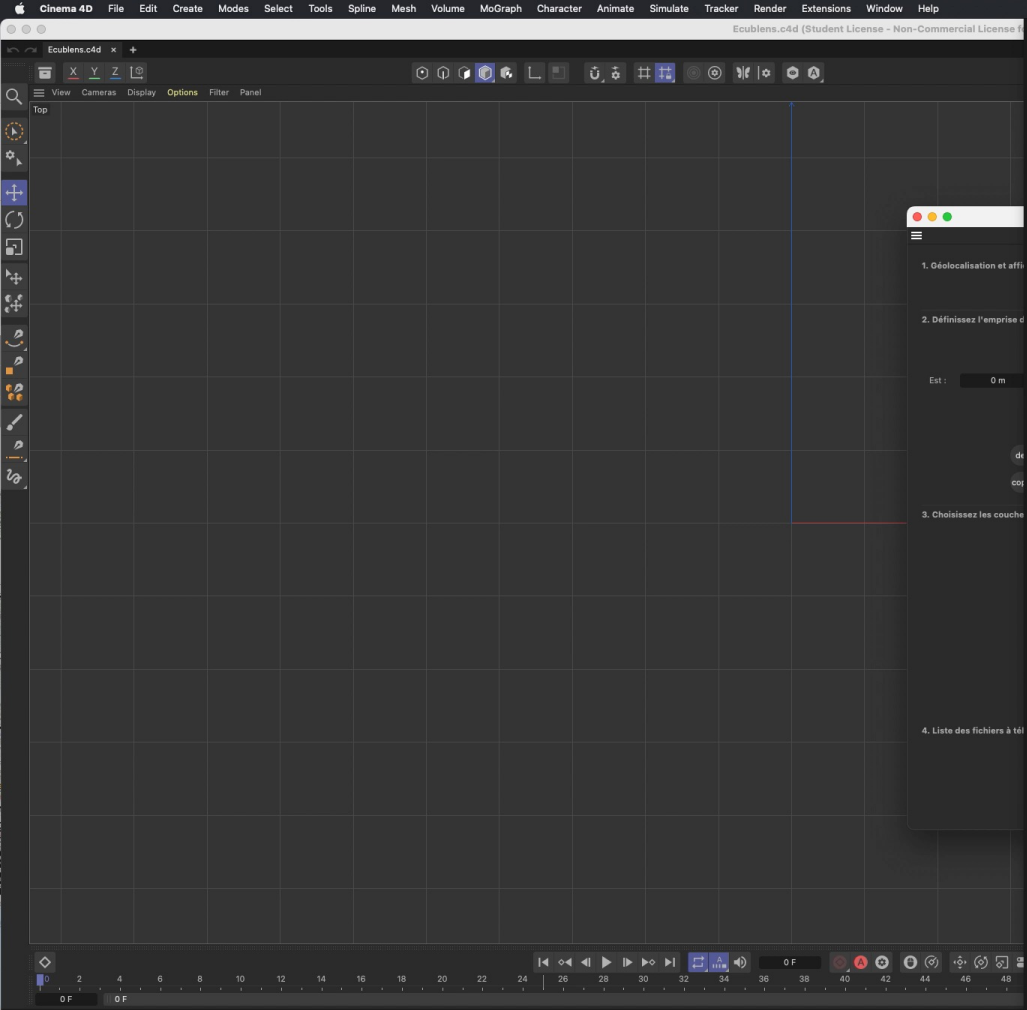 Cinema 4D File Edit Create Modes Select Tools Spline Mesh Volume MoGraph Character Animate Simulate Tracker Render Extensions Window Help
Ecublens.c4d (Student License - Non-Commercial License fo
Ecublens.c4d × +
X Y Z
View Cameras Display Options Filter Panel
Top
1. Géolocalisation et affi
2. Définissez l'emprise d
Est : 0 m
de
cop
3. Choisissez les couche
4. Liste des fichiers à tél
0 F
0 2 4 6 8 10 12 14 16 18 20 22 24 26 28 30 32 34 36 38 40 42 44 46 48
0 F 0 F